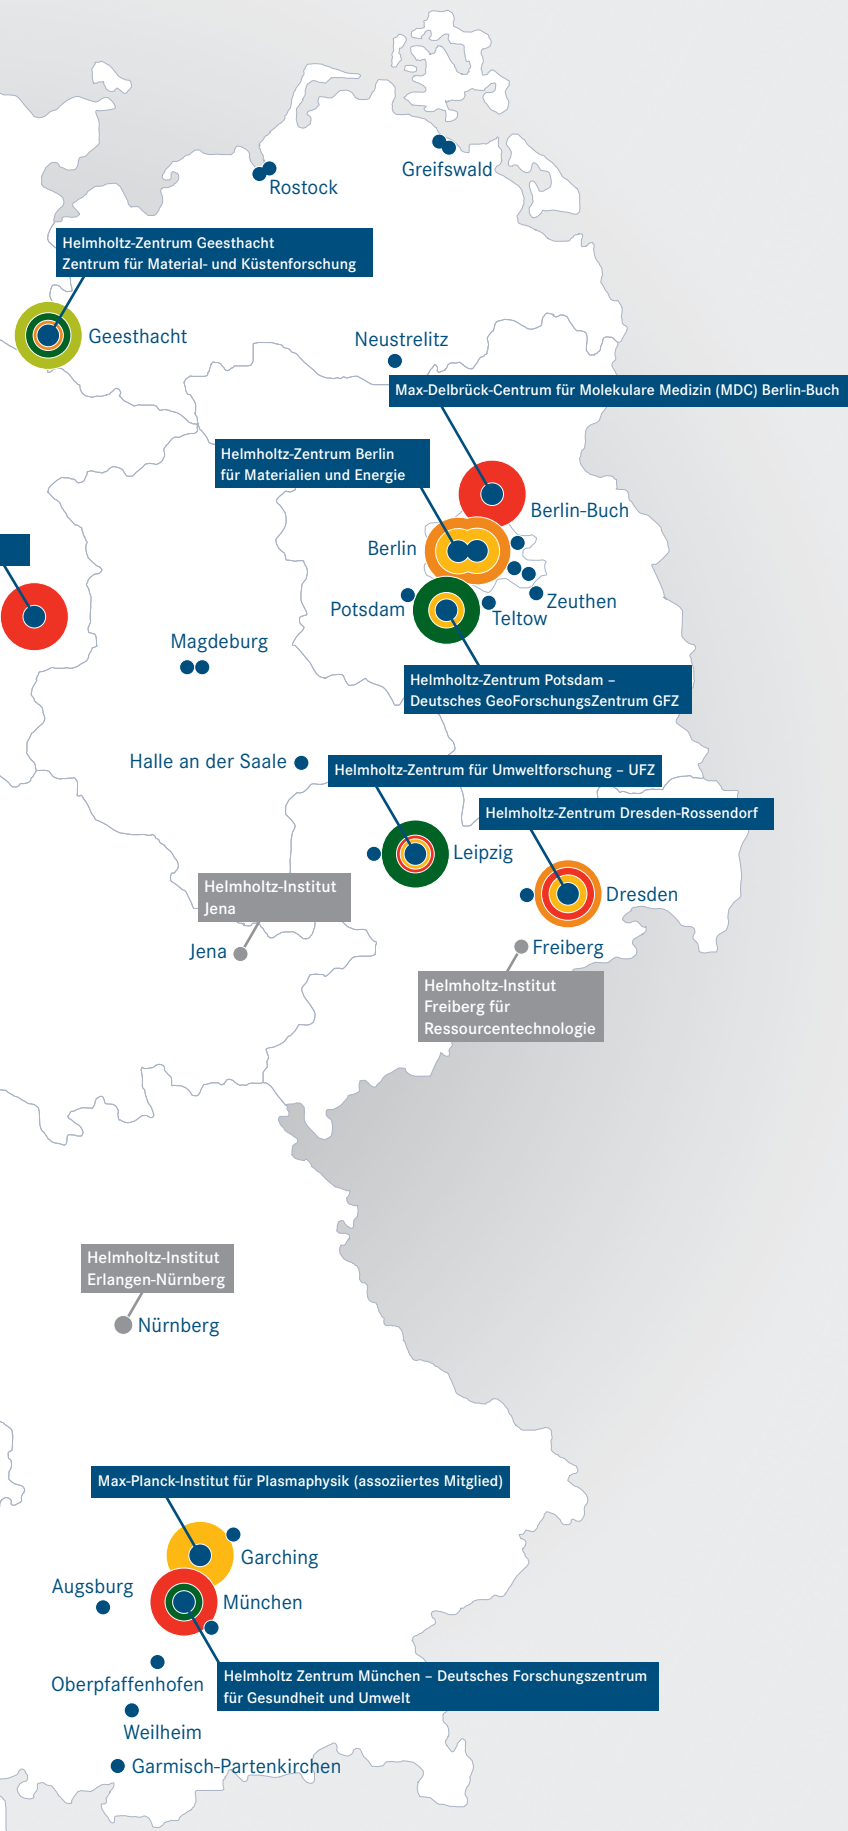 Greifswald
Rostock
Helmholtz-Zentrum Geesthacht
Zentrum für Material- und Küstenforschung
Geesthacht
Neustrelitz
Max-Delbrück-Centrum für Molekulare Medizin (MDC) Berlin-Buch
Helmholtz-Zentrum Berlin
für Materialien und Energie
Berlin-Buch
Berlin
Zeuthen
Potsdam
Teltow
Magdeburg
Helmholtz-Zentrum Potsdam –
Deutsches GeoForschungsZentrum GFZ
Halle an der Saale
Helmholtz-Zentrum für Umweltforschung – UFZ
Helmholtz-Zentrum Dresden-Rossendorf
Leipzig
Helmholtz-Institut
Jena
Dresden
Jena
Freiberg
Helmholtz-Institut
Freiberg für
Ressourcentechnologie
Helmholtz-Institut
Erlangen-Nürnberg
Nürnberg
Max-Planck-Institut für Plasmaphysik (assoziiertes Mitglied)
Garching
Augsburg
München
Helmholtz Zentrum München – Deutsches Forschungszentrum
für Gesundheit und Umwelt
Oberpfaffenhofen
Weilheim
Garmisch-Partenkirchen